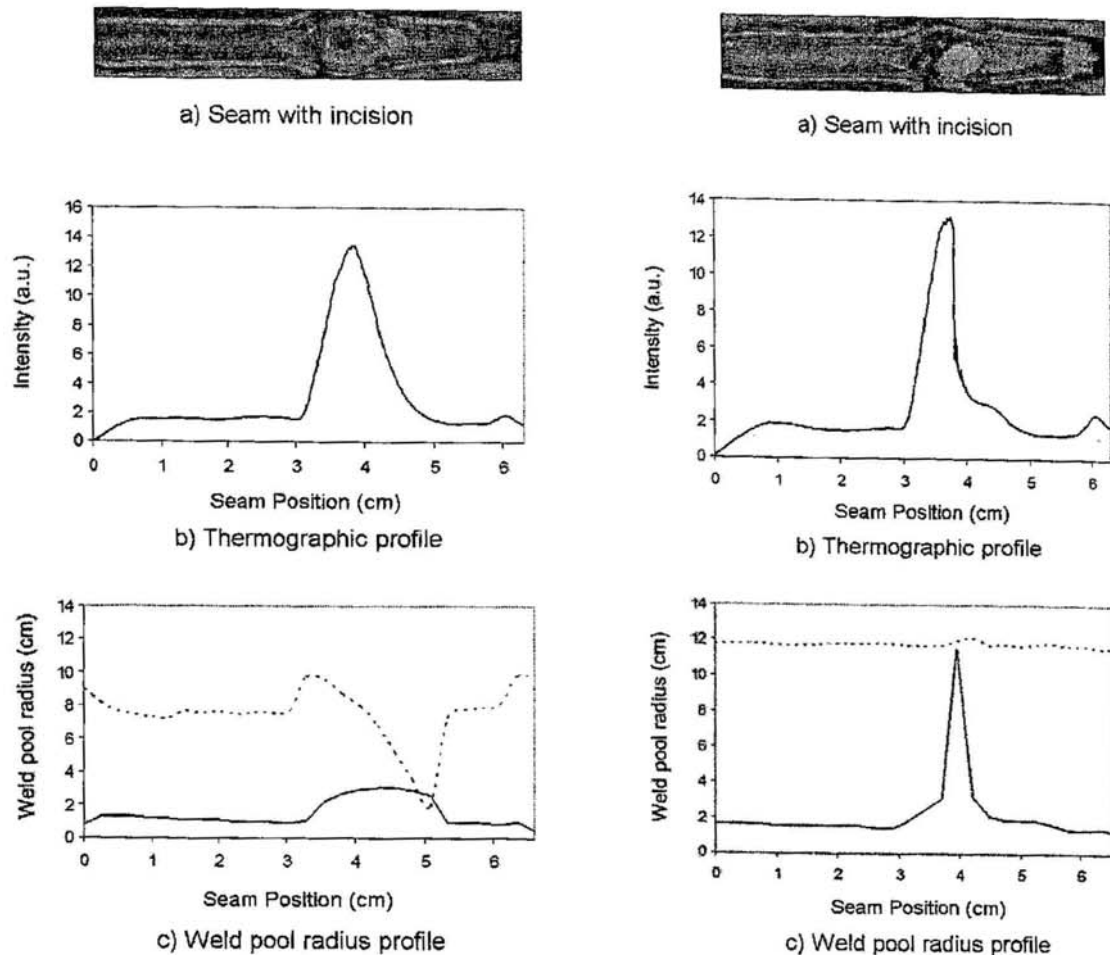 a) Seam with incision
16
14
12
10
8
6
4
2
0
Intensity (a.u.)
0 1 2 3 4 5 6
Seam Position (cm)
b) Thermographic profile
14
12
10
8
6
4
2
0
Weld pool radius (cm)
0 1 2 3 4 5 6
Seam Position (cm)
c) Weld pool radius profile
a) Seam with incision
14
12
10
8
6
4
2
0
Intensity (a.u.)
0 1 2 3 4 5 6
Seam Position (cm)
b) Thermographic profile
14
12
10
8
6
4
2
0
Weld pool radius (cm)
0 1 2 3 4 5 6
Seam Position (cm)
c) Weld pool radius profile